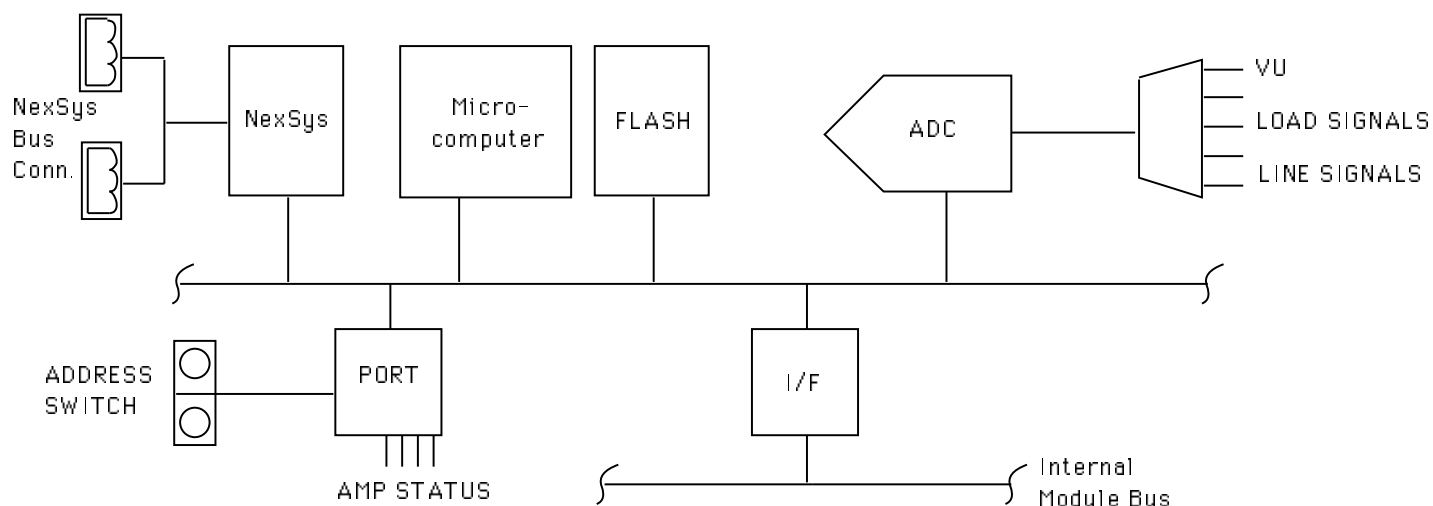 NexSys
Bus
Conn.
NexSys
Micro-
computer
FLASH
ADC
VU
LOAD SIGNALS
LINE SIGNALS
ADDRESS
SWITCH
PORT
AMP STATUS
I/F
Internal
Module Bus